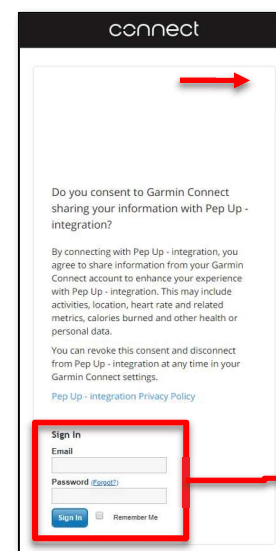 connect
Do you consent to Garmin Connect
sharing your information with Pep Up -
integration?
By connecting with Pep Up - integration, you
agree to share information from your Garmin
Connect account to enhance your experience
with Pep Up - integration. This may include
activities, location, heart rate and related
metrics, calories burned and other health or
personal data.
You can revoke this consent and disconnect
from Pep Up - integration at any time in your
Garmin Connect settings.
Pep Up - integration Privacy Policy
Sign In
Email
Password (Forgot?)
Sign In Remember Me